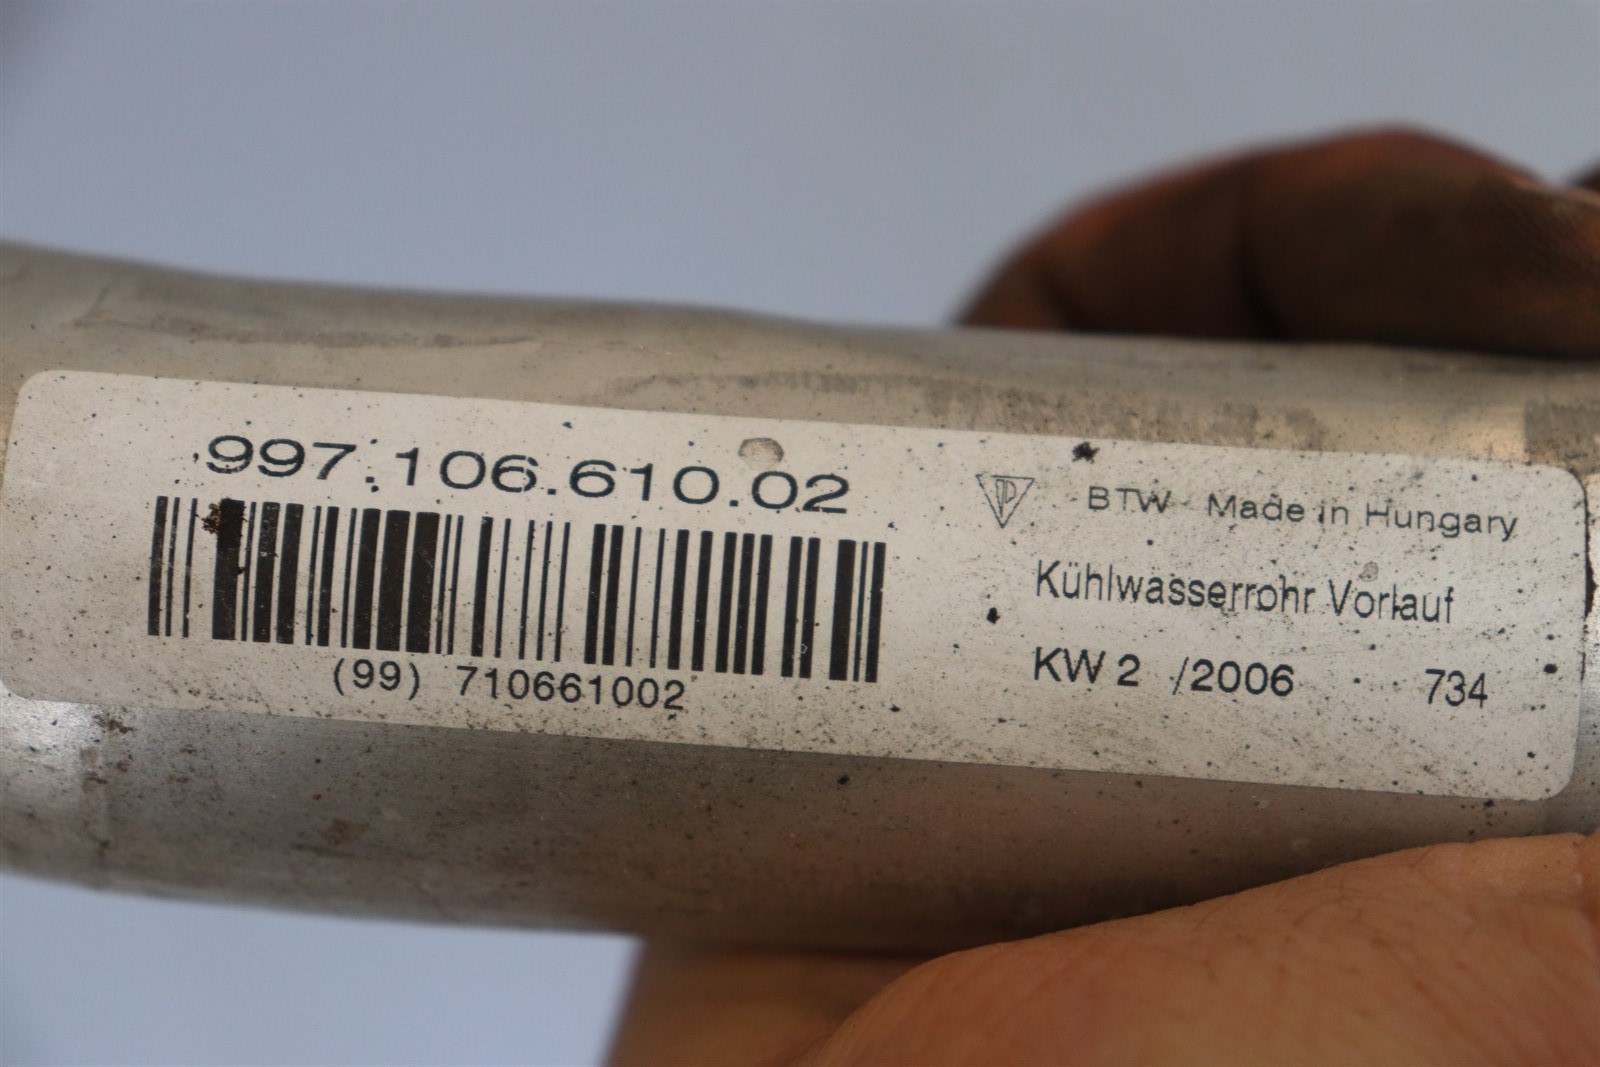 997.106.610.02
(99) 710661002
BTW Made in Hungary
Kühlwasserrohr Vorlauf
KW 2 /2006 734